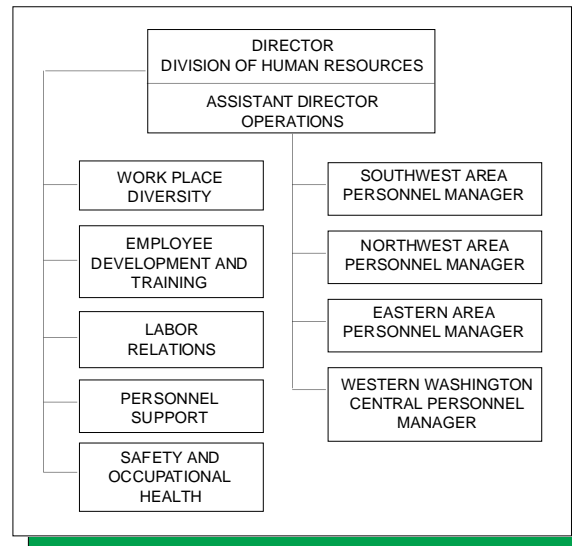 DIRECTOR
DIVISION OF HUMAN RESOURCES
ASSISTANT DIRECTOR
OPERATIONS
WORK PLACE
DIVERSITY
EMPLOYEE
DEVELOPMENT AND
TRAINING
LABOR
RELATIONS
PERSONNEL
SUPPORT
SAFETY AND
OCCUPATIONAL
HEALTH
SOUTHWEST AREA
PERSONNEL MANAGER
NORTHWEST AREA
PERSONNEL MANAGER
EASTERN AREA
PERSONNEL MANAGER
WESTERN WASHINGTON
CENTRAL PERSONNEL
MANAGER